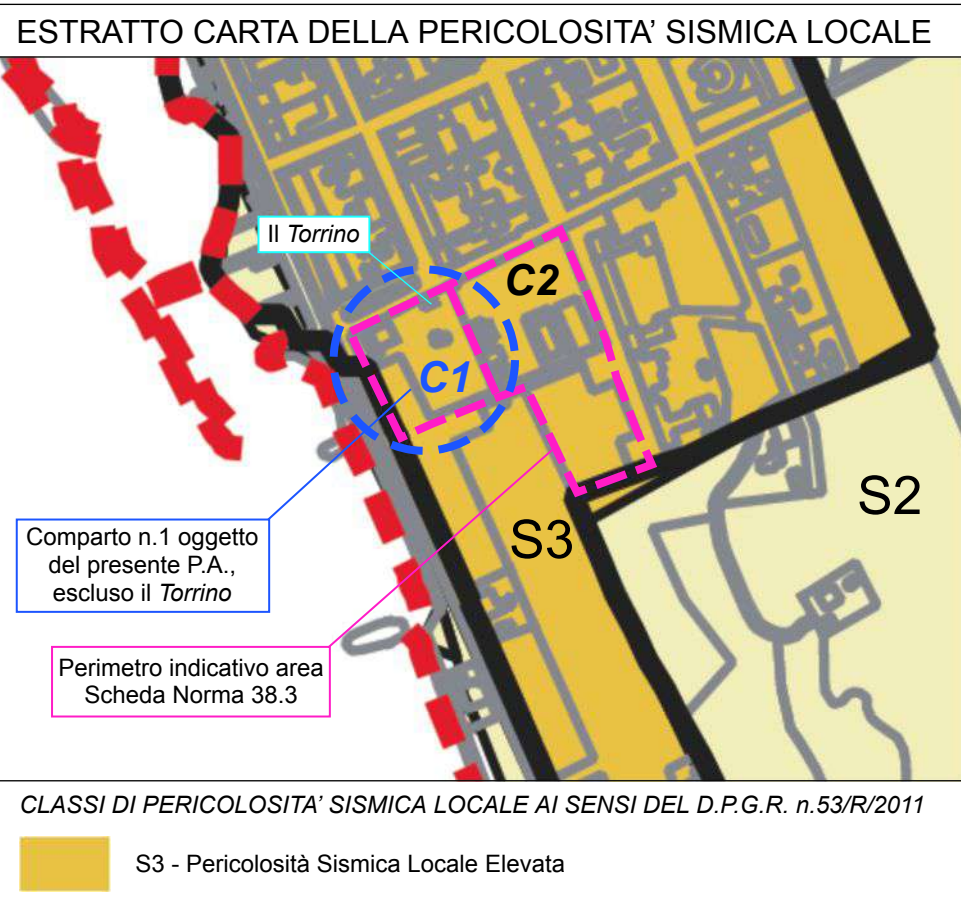 ESTRATTO CARTA DELLA PERICOLOSITA’ SISMICA LOCALE
Il Torrino
C2
C1
S2
S3
Comparto n.1 oggetto
del presente P.A.,
escluso il Torrino
Perimetro indicativo area
Scheda Norma 38.3
CLASSI DI PERICOLOSITA’ SISMICA LOCALE AI SENSI DEL D.P.G.R. n.53/R/2011
S3 - Pericolosità Sismica Locale Elevata